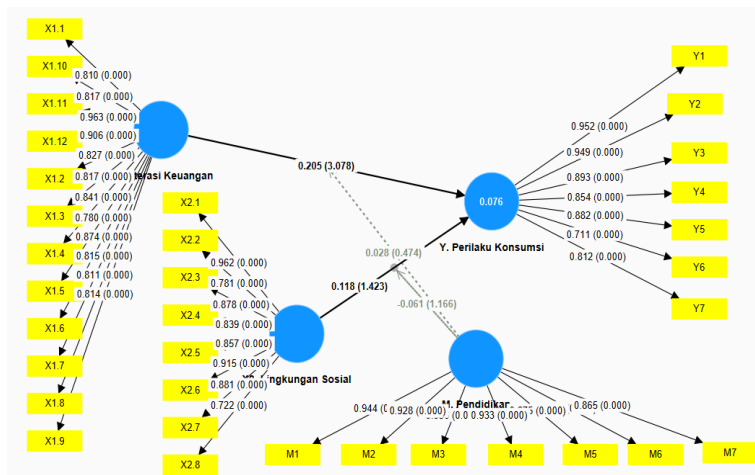 X1.1
X1.10
X1.11
X1.12
X1.2
X1.3
X1.4
X1.5
X1.6
X1.7
X1.8
X1.9
0.810 (0.000)
0.817 (0.000)
0.963 (0.000)
0.906 (0.000)
0.827 (0.000)
0.817 (0.000)
0.841 (0.000)
0.780 (0.000)
0.874 (0.000)
0.815 (0.000)
0.811 (0.000)
0.814 (0.000)
Keuangan
0.205 (3.078)
X2.1
X2.2
X2.3
X2.4
X2.5
X2.6
X2.7
X2.8
0.962 (0.000)
0.781 (0.000)
0.878 (0.000)
0.839 (0.000)
0.857 (0.000)
0.915 (0.000)
0.881 (0.000)
0.722 (0.000)
Sosial
0.118 (1.423)
0.028 (0.474)
-0.061 (1.166)
0.076
Y. Perilaku Konsumsi
0.952 (0.000)
0.949 (0.000)
0.893 (0.000)
0.854 (0.000)
0.882 (0.000)
0.711 (0.000)
0.812 (0.000)
Y1
Y2
Y3
Y4
Y5
Y6
Y7
0.944
0.928 (0.000)
0.933
0.865 (0.000)
M1
M2
M3
M4
M5
M6
M7